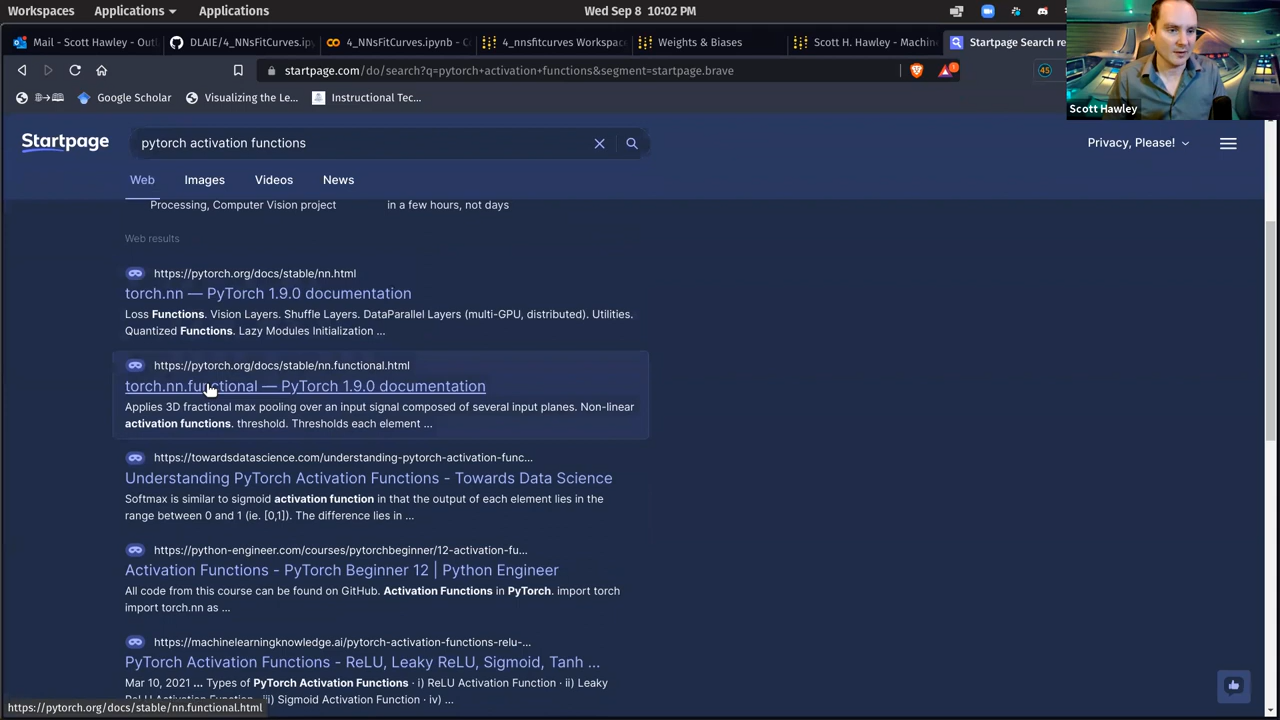 Workspaces Applications Applications Wed Sep 8 10:02 PM
Mail - Scott Hawley - Out
DLAIE/4_NNsFitCurves.ip
4_NNsFitCurves.ipynb - C
4_nnsfitcurves Workspac
Weights & Biases
Scott H. Hawley - Machin
Startpage Search re
startpage.com/do/search?q=pytorch+activation+functions&segment=startpage.brave
1
45
Google Scholar
Visualizing the Le...
Instructional Tec...
Scott Hawley
Startpage
pytorch activation functions
Privacy, Please!
Web Images Videos News
Processing, Computer Vision project
in a few hours, not days
Web results
https://pytorch.org/docs/stable/nn.html
torch.nn — PyTorch 1.9.0 documentation
Loss Functions. Vision Layers. Shuffle Layers. DataParallel Layers (multi-GPU, distributed). Utilities.
Quantized Functions. Lazy Modules Initialization ...
https://pytorch.org/docs/stable/nn.functional.html
torch.nn.functional — PyTorch 1.9.0 documentation
Applies 3D fractional max pooling over an input signal composed of several input planes. Non-linear
activation functions. threshold. Thresholds each element ...
https://towardsdatascience.com/understanding-pytorch-activation-func...
Understanding PyTorch Activation Functions - Towards Data Science
Softmax is similar to sigmoid activation function in that the output of each element lies in the
range between 0 and 1 (ie. [0,1]). The difference lies in ...
https://python-engineer.com/courses/pytorchbeginner/12-activation-fu...
Activation Functions - PyTorch Beginner 12 | Python Engineer
All code from this course can be found on GitHub. Activation Functions in PyTorch. import torch
import torch.nn as ...
https://machinelearningknowledge.ai/pytorch-activation-functions-relu-...
PyTorch Activation Functions - ReLU, Leaky ReLU, Sigmoid, Tanh ...
Mar 10, 2021 ... Types of PyTorch Activation Functions · i) ReLU Activation Function · ii) Leaky
ReLU Activation Function · iii) Sigmoid Activation Function · iv) ...
https://pytorch.org/docs/stable/nn.functional.html